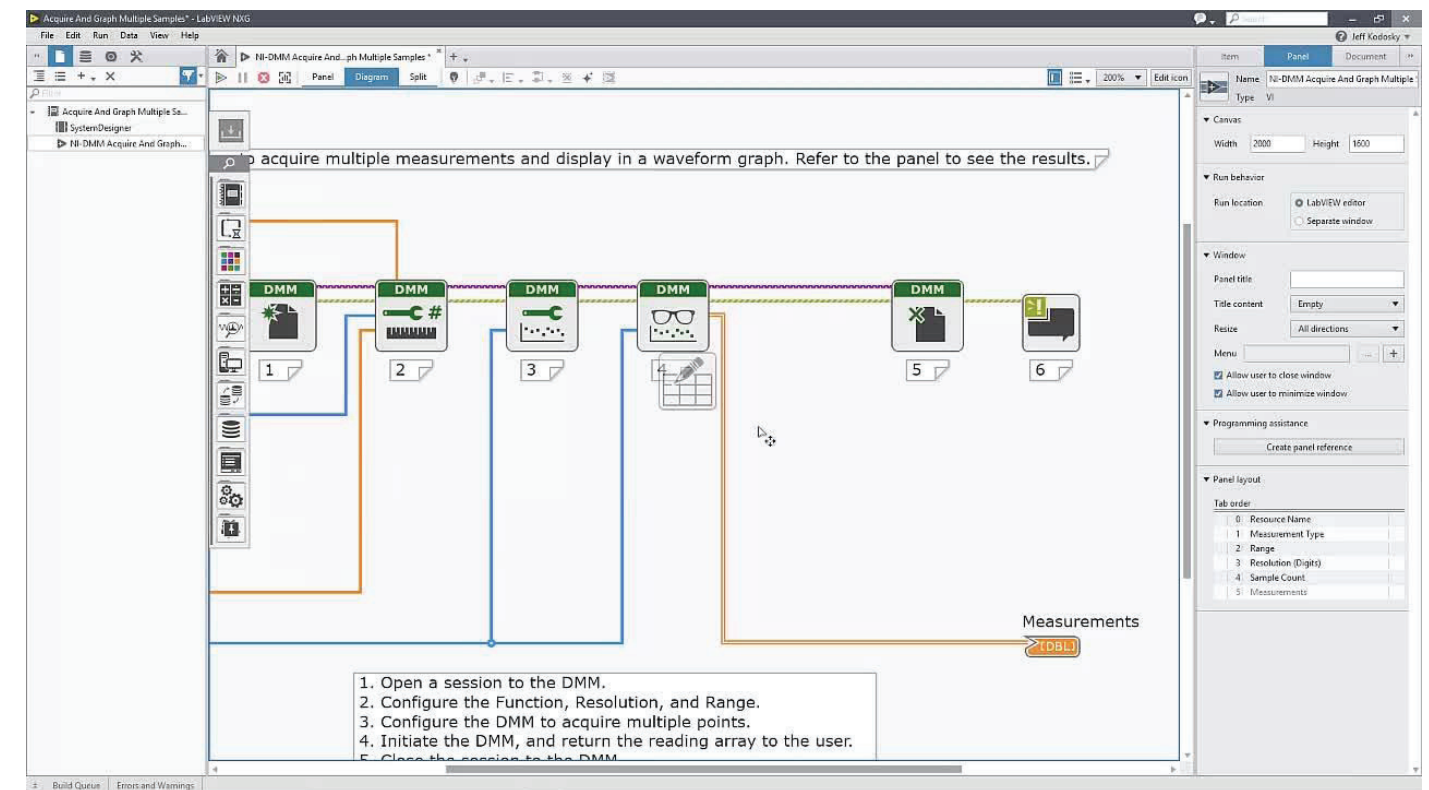 Acquire And Graph Multiple Samples* - LabVIEW NXG
File Edit Run Data View Help
Jeff Kodosky
NI-DMM Acquire And...ph Multiple Samples *
Item Panel Document
Panel Diagram Split
200% Edit icon
Name NI-DMM Acquire And Graph Multiple
Type VI
Filter
Acquire And Graph Multiple Sa...
SystemDesigner
NI-DMM Acquire And Graph...
to acquire multiple measurements and display in a waveform graph. Refer to the panel to see the results.
DMM DMM DMM DMM DMM
1 2 3 4 5 6
Measurements
[DBL]
1. Open a session to the DMM.
2. Configure the Function, Resolution, and Range.
3. Configure the DMM to acquire multiple points.
4. Initiate the DMM, and return the reading array to the user.
5. Close the session to the DMM.
Canvas
Width 2000 Height 1600
Run behavior
Run location LabVIEW editor
Separate window
Window
Panel title
Title content Empty
Resize All directions
Menu ... +
Allow user to close window
Allow user to minimize window
Programming assistance
Create panel reference
Panel layout
Tab order
0 Resource Name
1 Measurement Type
2 Range
3 Resolution (Digits)
4 Sample Count
5 Measurements
Build Queue Errors and Warnings